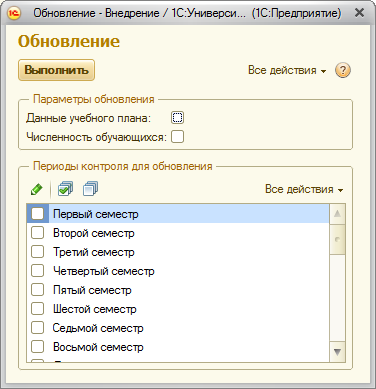 Обновление - Внедрение / 1С:Универси... (1С:Предприятие)
Обновление
Выполнить
Все действия
?
Параметры обновления
Данные учебного плана:
Численность обучающихся:
Периоды контроля для обновления
Все действия
Первый семестр
Второй семестр
Третий семестр
Четвертый семестр
Пятый семестр
Шестой семестр
Седьмой семестр
Восьмой семестр